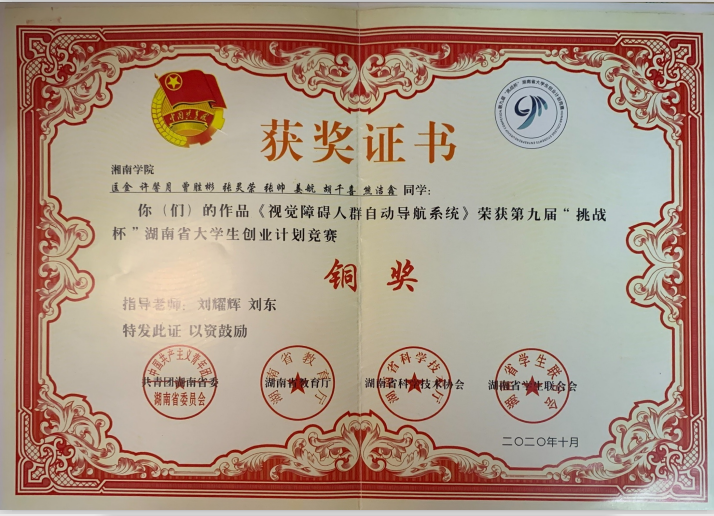 中国共青团
获奖证书
湘南学院
匡金 许馨月 曹胜彬 张灵莹 张帅 姜航 胡千喜 熊洁鑫 同学：
你（们）的作品《视觉障碍人群自动导航系统》荣获第九届“挑战
杯”湖南省大学生创业计划竞赛
铜奖
指导老师： 刘耀辉 刘东
特发此证 以资鼓励
中国共产主义青年团
共青团湖南省委
湖南省委员会
湖南省教育厅
湖南省教育厅
湖南省科学技术厅
湖南省科学技术协会
湖南省学生联合会
湖南省学生联合会
二〇二〇年十月